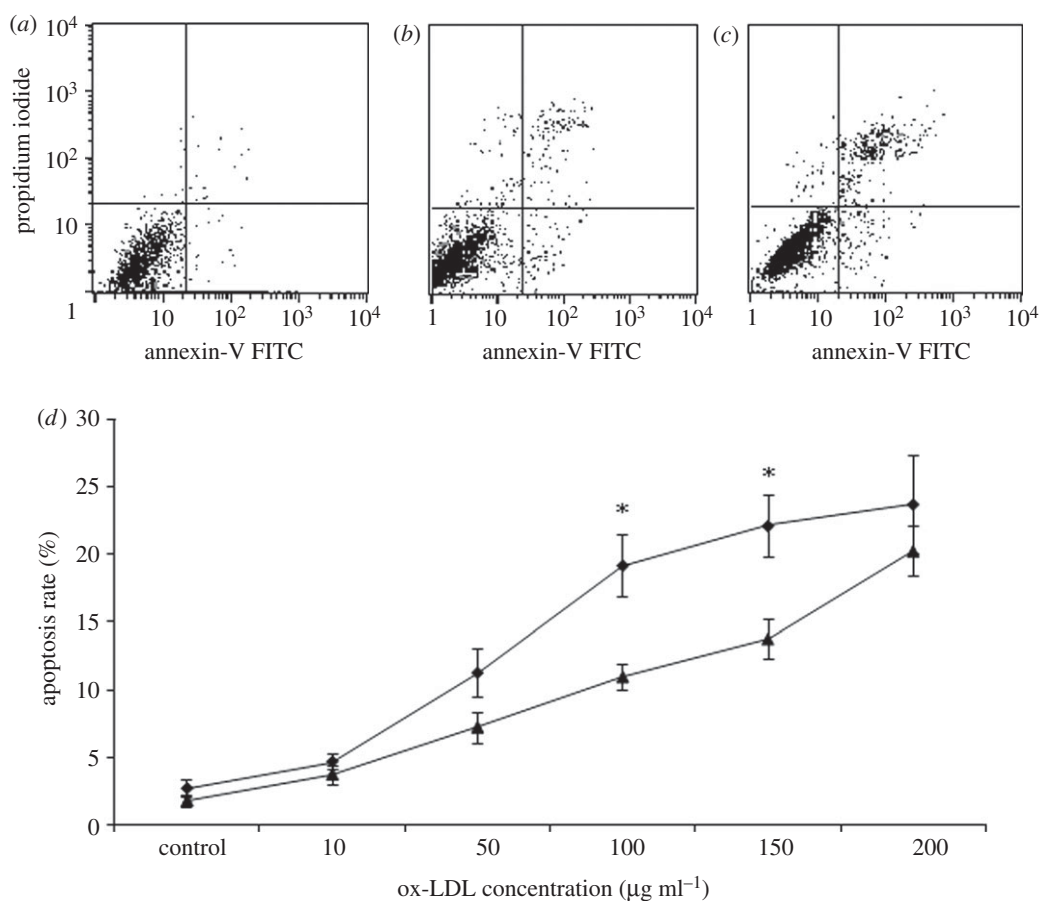 (a)
10⁴
10³
10²
10
1
propidium iodide
10 10² 10³ 10⁴
annexin-V FITC
(b)
1 10 10² 10³ 10⁴
annexin-V FITC
(c)
1 10 10² 10³ 10⁴
annexin-V FITC
(d)
30
25
20
15
10
5
0
apoptosis rate (%)
*
*
control 10 50 100 150 200
ox-LDL concentration (µg ml⁻¹)